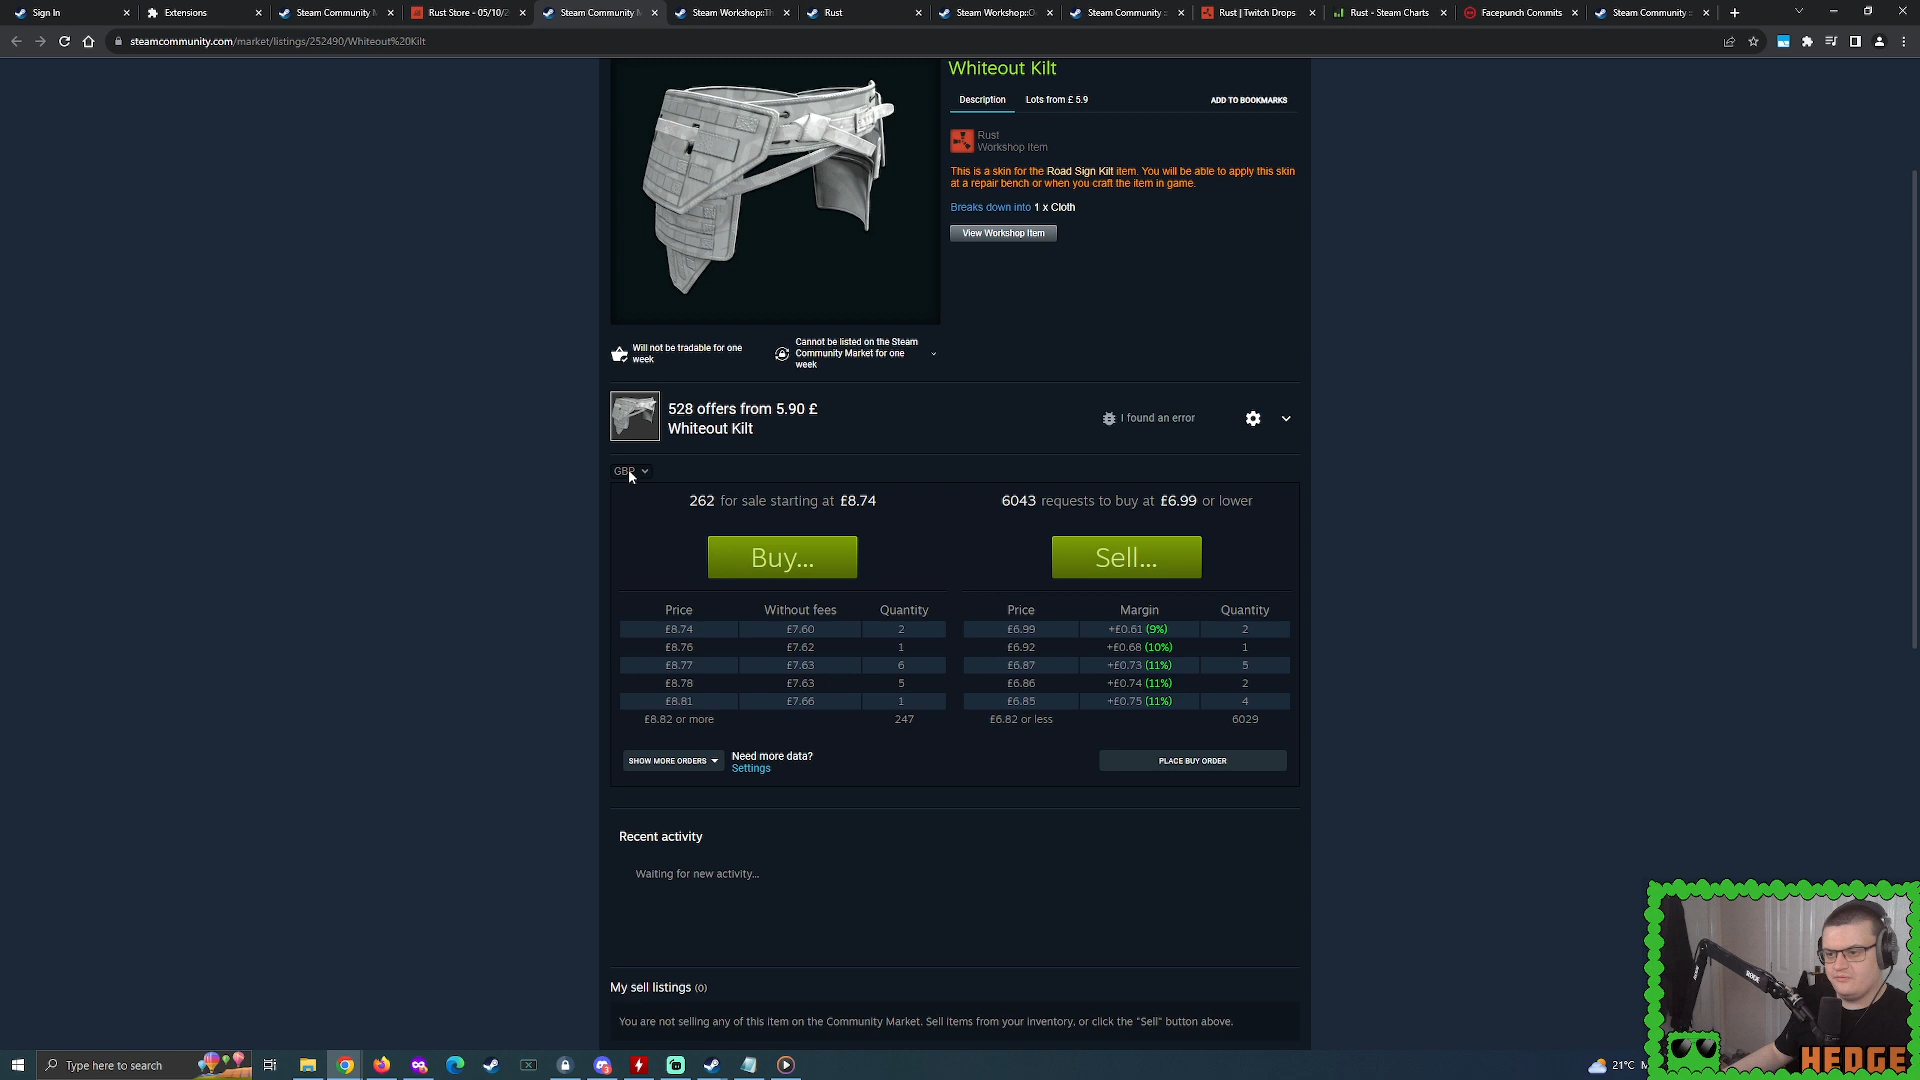 Sign In
Extensions
Steam Community M
Rust Store - 05/10/2
Steam Community M
Steam Workshop::Th
Rust
Steam Workshop::O
Steam Community ::
Rust | Twitch Drops
Rust - Steam Charts
Facepunch Commits
Steam Community ::
steamcommunity.com/market/listings/252490/Whiteout%20Kilt
Whiteout Kilt
Description
Lots from £ 5.9
ADD TO BOOKMARKS
Rust
Workshop Item
This is a skin for the Road Sign Kilt item. You will be able to apply this skin
at a repair bench or when you craft the item in game.
Breaks down into 1 x Cloth
View Workshop Item
Will not be tradable for one
week
Cannot be listed on the Steam
Community Market for one
week
528 offers from 5.90 £
Whiteout Kilt
I found an error
GBP
262 for sale starting at £8.74
6043 requests to buy at £6.99 or lower
Buy...
Sell...
Price Without fees Quantity
Price Margin Quantity
£8.74 £7.60 2
£6.99 +£0.61 (9%) 2
£8.76 £7.62 1
£6.92 +£0.68 (10%) 1
£8.77 £7.63 6
£6.87 +£0.73 (11%) 5
£8.78 £7.63 5
£6.86 +£0.74 (11%) 2
£8.81 £7.66 1
£6.85 +£0.75 (11%) 4
£8.82 or more 247
£6.82 or less 6029
SHOW MORE ORDERS
Need more data?
Settings
PLACE BUY ORDER
Recent activity
Waiting for new activity...
My sell listings (0)
You are not selling any of this item on the Community Market. Sell items from your inventory, or click the "Sell" button above.
Type here to search
21°C M
RODE
HEDGE